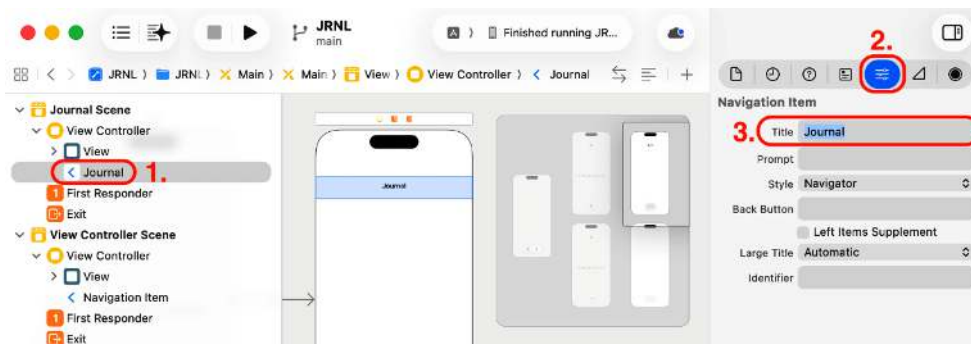 JRNL
main
Finished running JR...
2.
JRNL
JRNL
Main
Main
View
View Controller
Journal
Journal Scene
View Controller
View
Journal
1.
First Responder
Exit
View Controller Scene
View Controller
View
Navigation Item
First Responder
Exit
Journal
Navigation Item
3.
Title Journal
Prompt
Style Navigator
Back Button
Left Items Supplement
Large Title Automatic
Identifier